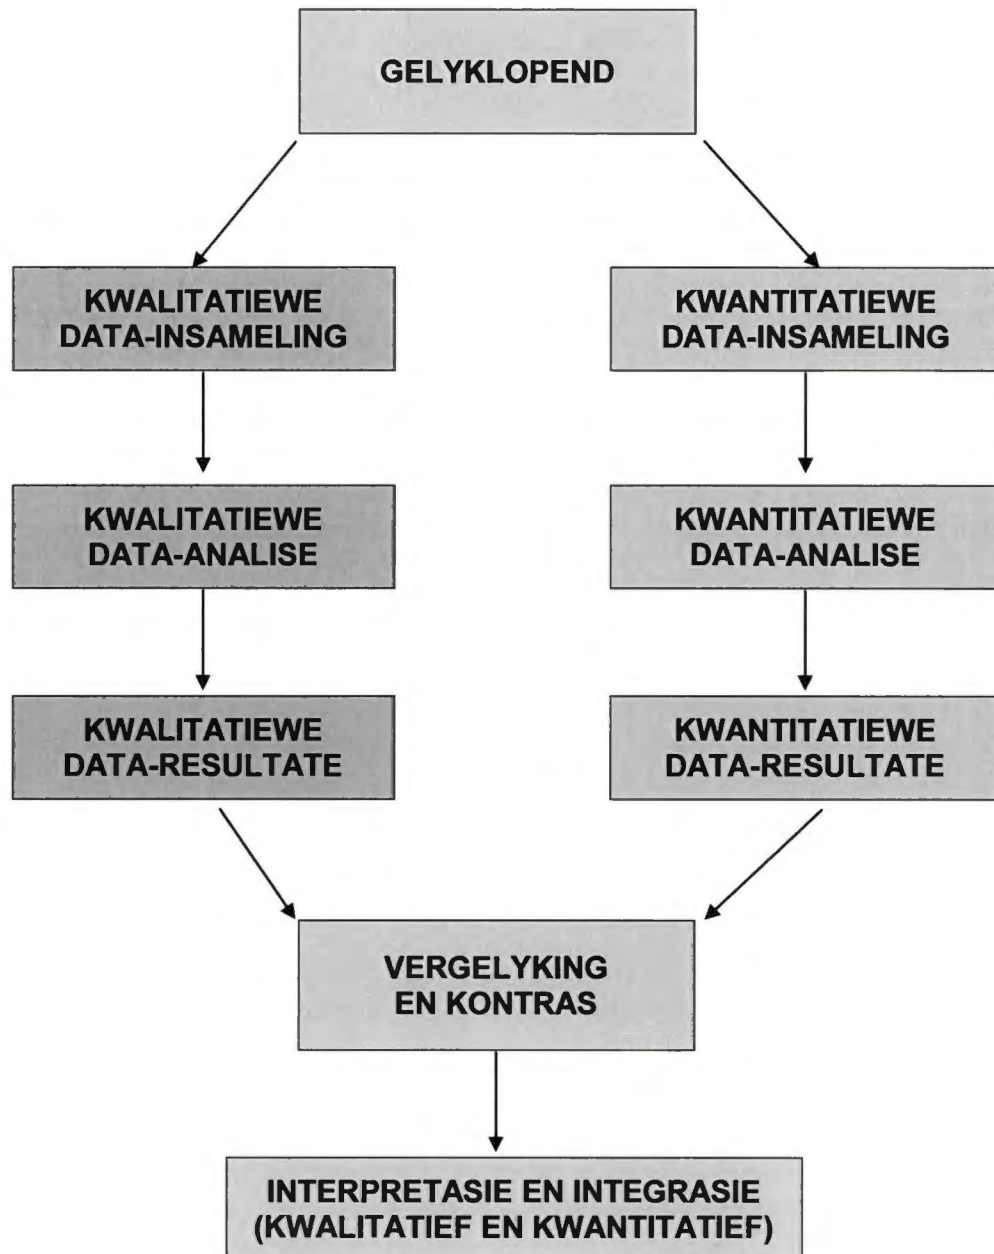 GELYKLOPEND
KWALITATIEWE
DATA-INSAMELING
KWANTITATIEWE
DATA-INSAMELING
KWALITATIEWE
DATA-ANALISE
KWANTITATIEWE
DATA-ANALISE
KWALITATIEWE
DATA-RESULTATE
KWANTITATIEWE
DATA-RESULTATE
VERGELYKING
EN KONTRAS
INTERPRETASIE EN INTEGRASIE
(KWALITATIEF EN KWANTITATIEF)